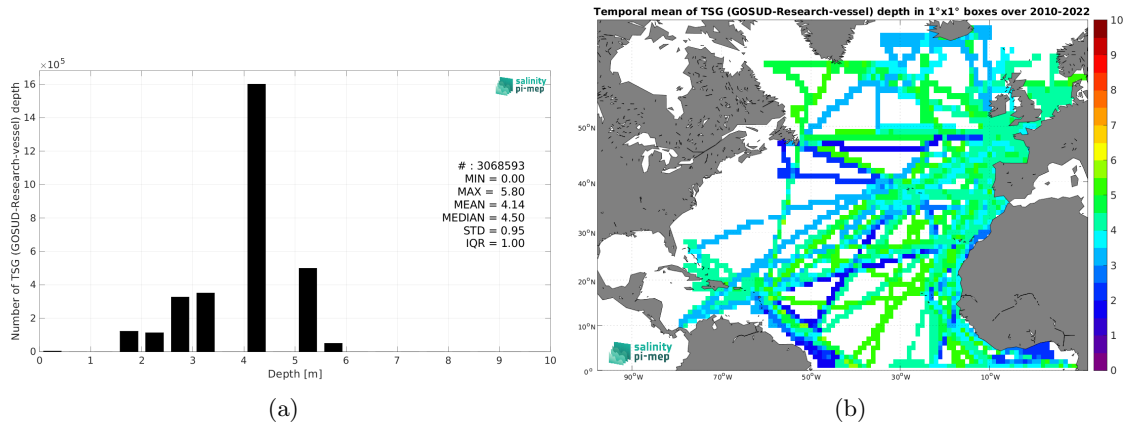 ×10⁵
16
14
12
10
8
6
4
2
0
Number of TSG (GOSUD-Research-vessel) depth
0 1 2 3 4 5 6 7 8 9 10
Depth [m]
salinity
pi-mep
# : 3068593
MIN = 0.00
MAX = 5.80
MEAN = 4.14
MEDIAN = 4.50
STD = 0.95
IQR = 1.00
(a)
Temporal mean of TSG (GOSUD-Research-vessel) depth in 1°x1° boxes over 2010-2022
50°N
40°N
30°N
20°N
10°N
0°
90°W 70°W 50°W 30°W 10°W
salinity
pi-mep
10
9
8
7
6
5
4
3
2
1
0
(b)